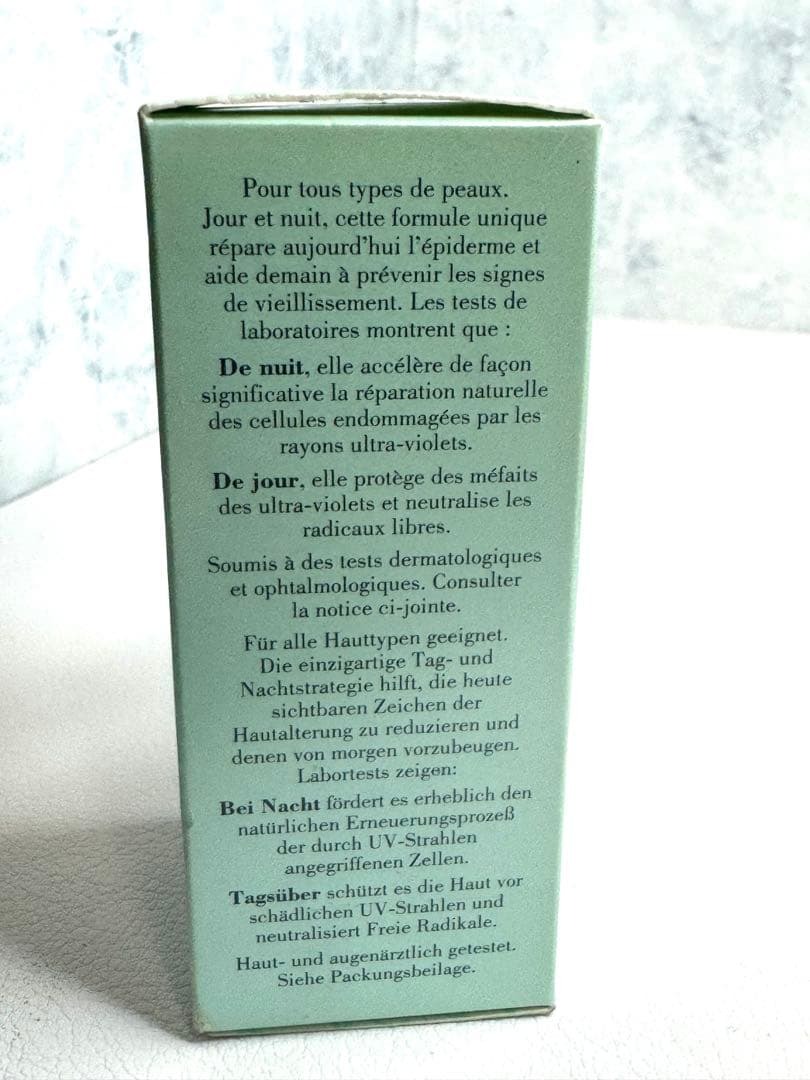 Pour tous types de peaux.
Jour et nuit, cette formule unique
répare aujourd'hui l'épiderme et
aide demain à prévenir les signes
de vieillissement. Les tests de
laboratoires montrent que :
De nuit, elle accélère de façon
significative la réparation naturelle
des cellules endommagées par les
rayons ultra-violets.
De jour, elle protège des méfaits
des ultra-violets et neutralise les
radicaux libres.
Soumis à des tests dermatologiques
et ophtalmologiques. Consulter
la notice ci-jointe.
Für alle Hauttypen geeignet.
Die einzigartige Tag- und
Nachtstrategie hilft, die heute
sichtbaren Zeichen der
Hautalterung zu reduzieren und
denen von morgen vorzubeugen.
Labortests zeigen:
Bei Nacht fördert es erheblich den
natürlichen Erneuerungsprozeß
der durch UV-Strahlen
angegriffenen Zellen.
Tagsüber schützt es die Haut vor
schädlichen UV-Strahlen und
neutralisiert Freie Radikale.
Haut- und augenärztlich getestet.
Siehe Packungsbeilage.